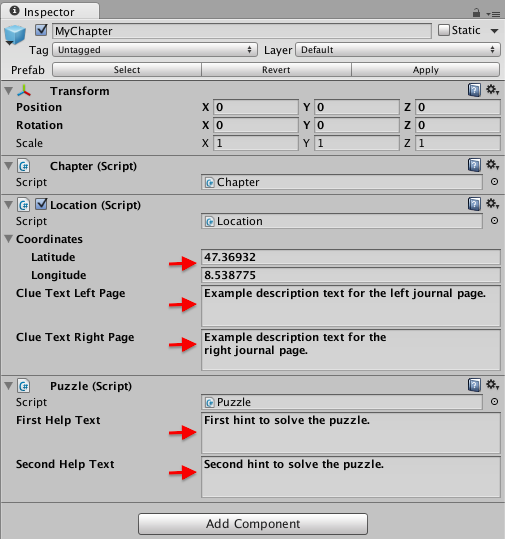 Inspector
MyChapter Static
Tag Untagged Layer Default
Prefab Select Revert Apply
Transform
Position X 0 Y 0 Z 0
Rotation X 0 Y 0 Z 0
Scale X 1 Y 1 Z 1
Chapter (Script)
Script Chapter
Location (Script)
Script Location
Coordinates
Latitude 47.36932
Longitude 8.538775
Clue Text Left Page Example description text for the left journal page.
Clue Text Right Page Example description text for the
right journal page.
Puzzle (Script)
Script Puzzle
First Help Text First hint to solve the puzzle.
Second Help Text Second hint to solve the puzzle.
Add Component